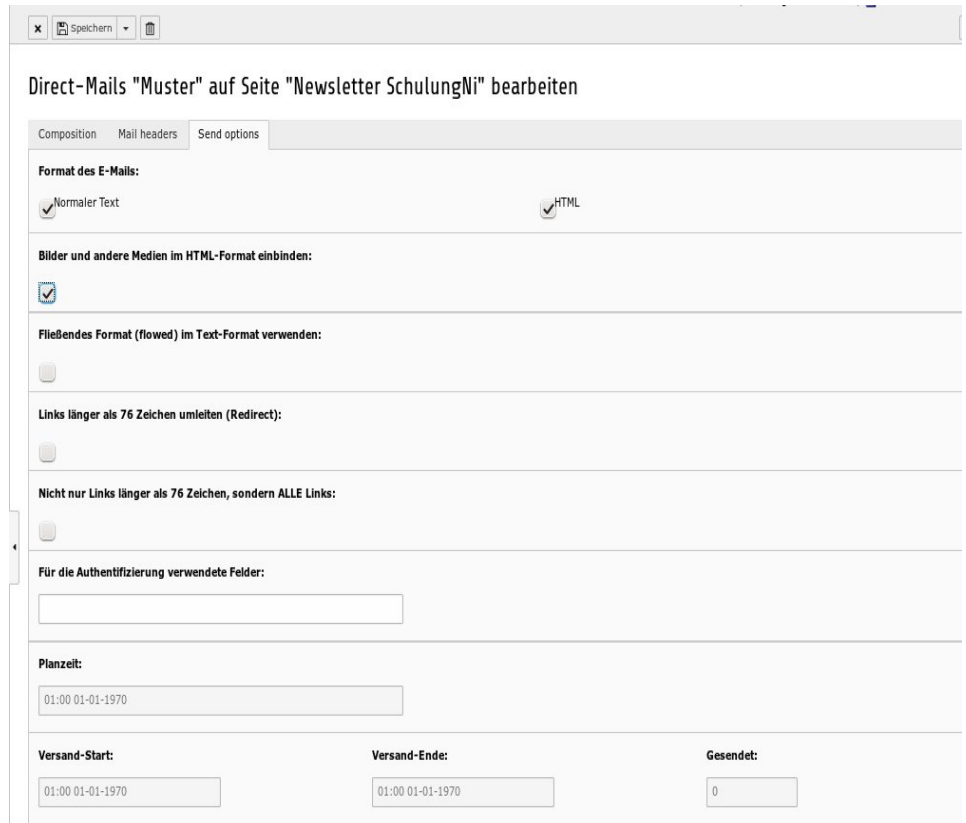 Speichern
Direct-Mails "Muster" auf Seite "Newsletter SchulungNi" bearbeiten
Composition Mail headers Send options
Format des E-Mails:
Normaler Text HTML
Bilder und andere Medien im HTML-Format einbinden:
Fließendes Format (flowed) im Text-Format verwenden:
Links länger als 76 Zeichen umleiten (Redirect):
Nicht nur Links länger als 76 Zeichen, sondern ALLE Links:
Für die Authentifizierung verwendete Felder:
Planzeit:
01:00 01-01-1970
Versand-Start: Versand-Ende: Gesendet:
01:00 01-01-1970 01:00 01-01-1970 0